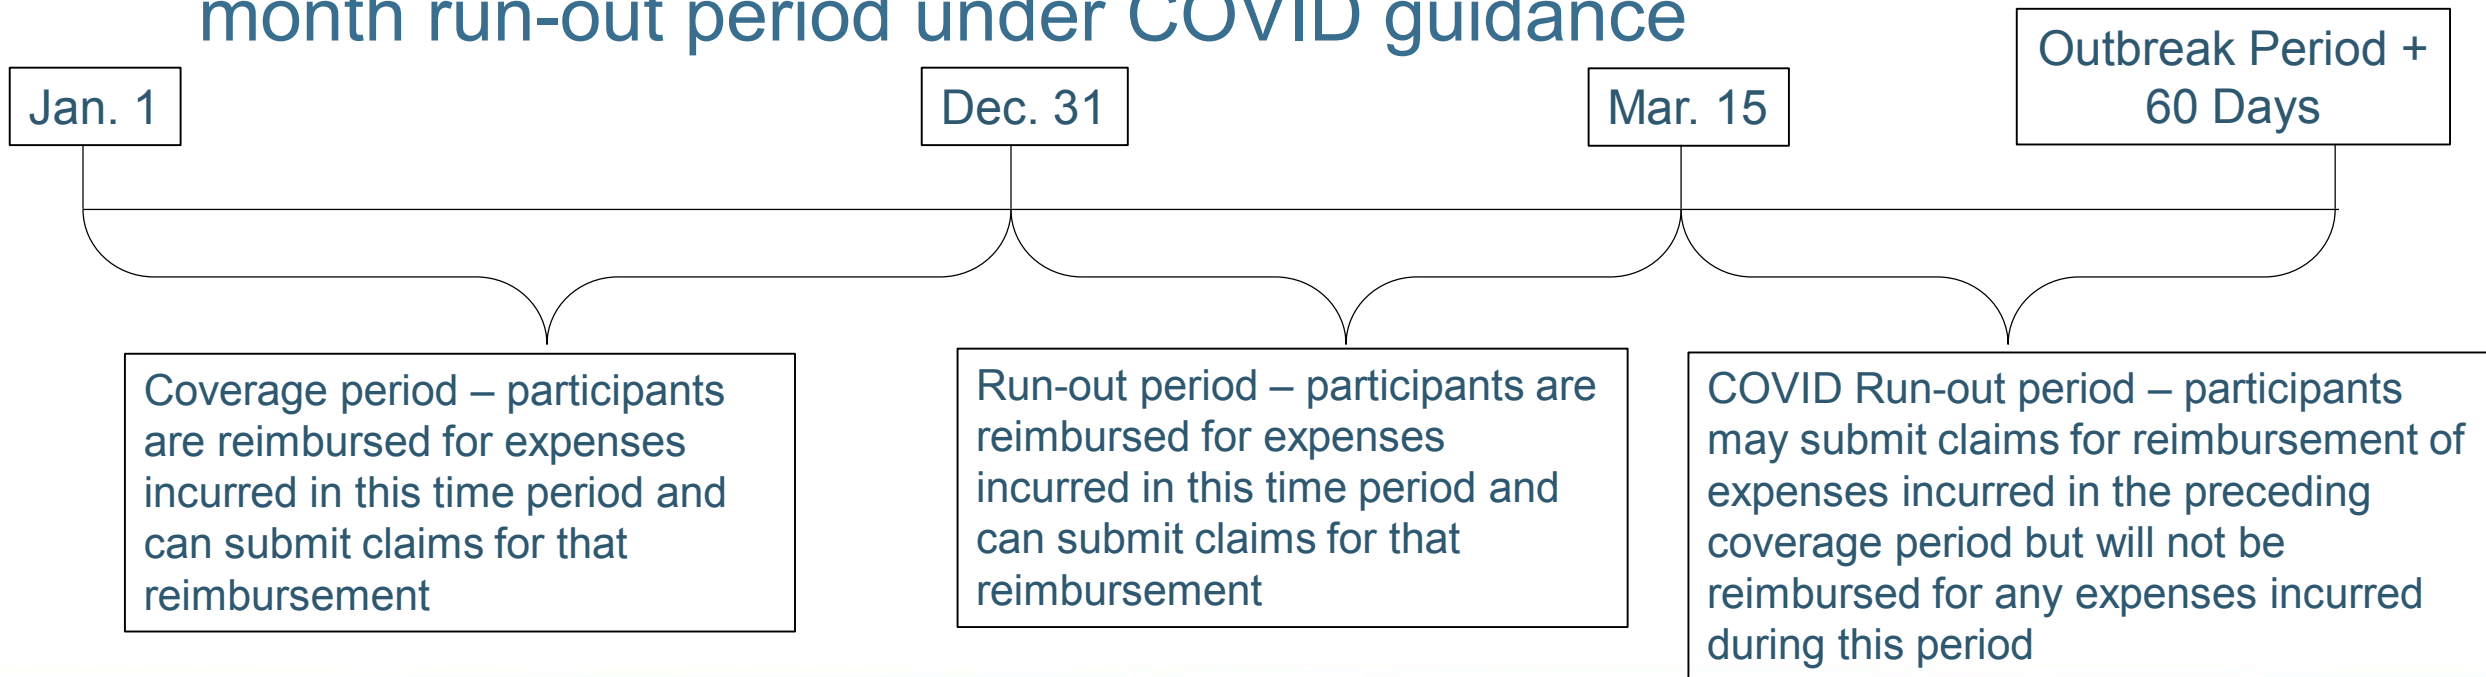 month run-out period under COVID guidance
Jan. 1
Dec. 31
Mar. 15
Outbreak Period +
60 Days
Coverage period – participants
are reimbursed for expenses
incurred in this time period and
can submit claims for that
reimbursement
Run-out period – participants are
reimbursed for expenses
incurred in this time period and
can submit claims for that
reimbursement
COVID Run-out period – participants
may submit claims for reimbursement of
expenses incurred in the preceding
coverage period but will not be
reimbursed for any expenses incurred
during this period